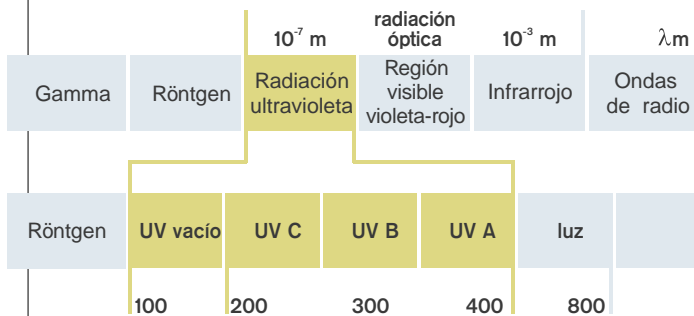 radiación
10⁻⁷ m óptica 10⁻³ m λm
Gamma
Röntgen
Radiación
ultravioleta
Región
visible
violeta-rojo
Infrarrojo
Ondas
de radio
Röntgen UV vacío UV C UV B UV A luz
100 200 300 400 800